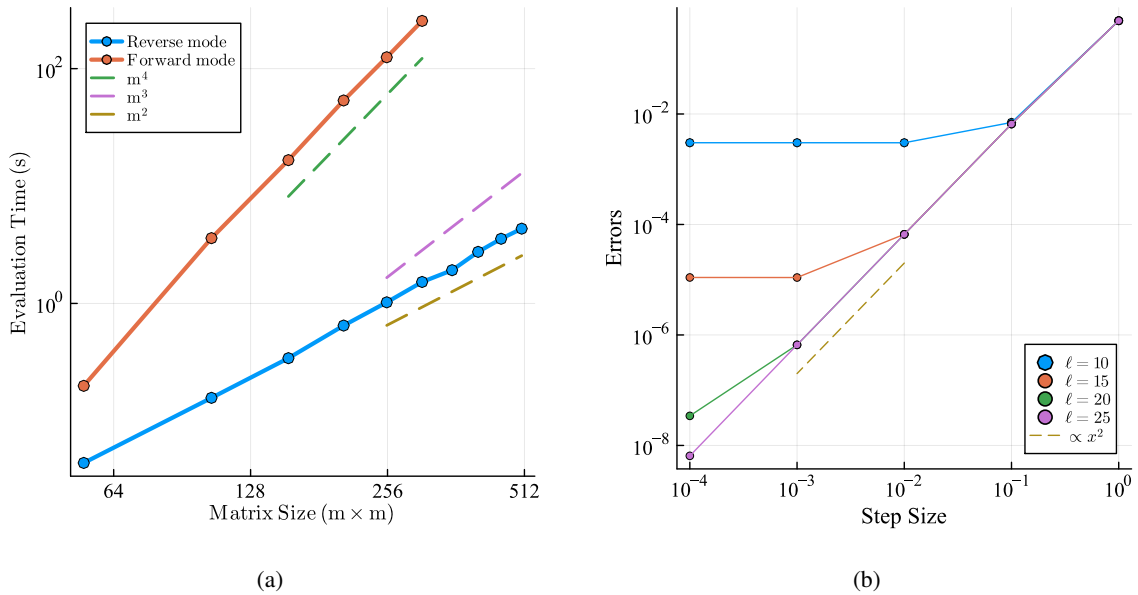 Reverse mode
Forward mode
m⁴
m³
m²
Evaluation Time (s)
10²
10⁰
64 128 256 512
Matrix Size (m × m)
(a)
Errors
10⁻²
10⁻⁴
10⁻⁶
10⁻⁸
ℓ = 10
ℓ = 15
ℓ = 20
ℓ = 25
∝ x²
10⁻⁴ 10⁻³ 10⁻² 10⁻¹ 10⁰
Step Size
(b)